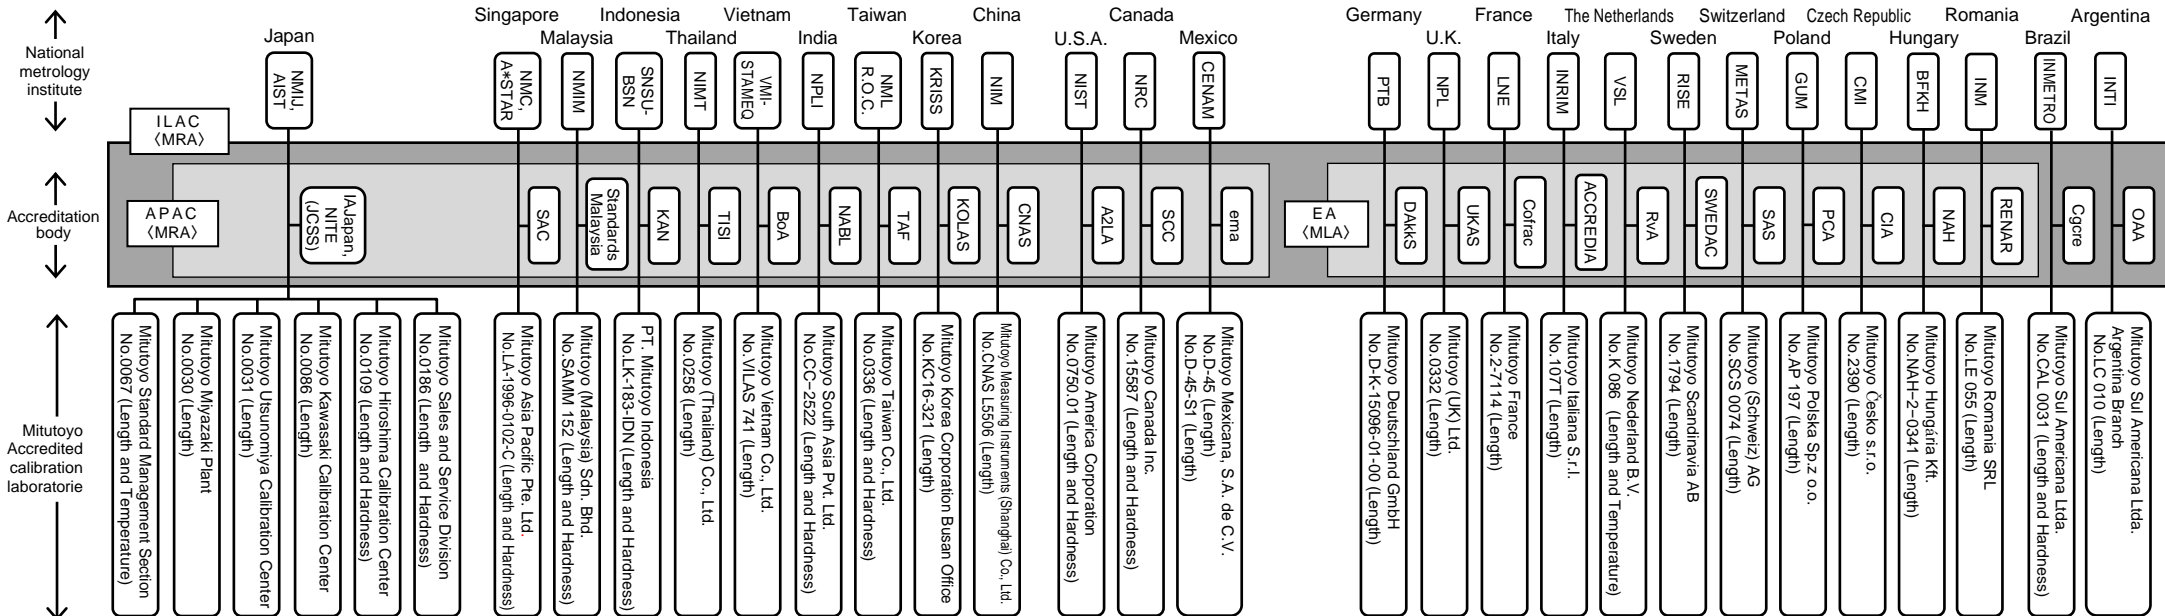 National
metrology
institute
Accreditation
body
Mitutoyo
Accredited
calibration
laboratorie
Japan
Singapore
Malaysia
Indonesia
Thailand
Vietnam
India
Taiwan
Korea
China
U.S.A.
Canada
Mexico
Germany
U.K.
France
Italy
The Netherlands
Sweden
Switzerland
Poland
Czech Republic
Hungary
Romania
Brazil
Argentina
NMIJ,
AIST
NMC,
A*STAR
NMIM
SNSU-
BSN
NIMT
VMI-
STAMEQ
NPLI
NML
R.O.C.
KRISS
NIM
NIST
NRC
CENAM
PTB
NPL
LNE
INRIM
VSL
RISE
METAS
GUM
CMI
BFKH
INM
INMETRO
INTI
ILAC
〈MRA〉
APAC
〈MRA〉
IAJapan,
NITE
(JCSS)
SAC
Standards
Malaysia
KAN
TISI
BoA
NABL
TAF
KOLAS
CNAS
A2LA
SCC
ema
EA
〈MLA〉
DAkkS
UKAS
Cofrac
ACCREDIA
RvA
SWEDAC
SAS
PCA
CIA
NAH
RENAR
Cgcre
OAA
Mitutoyo Standard Management Section
No.0067 (Length and Temperature)
Mitutoyo Miyazaki Plant
No.0030 (Length)
Mitutoyo Utsunomiya Calibration Center
No.0031 (Length)
Mitutoyo Kawasaki Calibration Center
No.0086 (Length)
Mitutoyo Hiroshima Calibration Center
No.0109 (Length and Hardness)
Mitutoyo Sales and Service Division
No.0186 (Length and Hardness)
Mitutoyo Asia Pacific Pte. Ltd.
No.LA-1996-0102-C (Length and Hardness)
Mitutoyo (Malaysia) Sdn. Bhd.
No.SAMM 152 (Length and Hardness)
PT. Mitutoyo Indonesia
No.LK-183-IDN (Length and Hardness)
Mitutoyo (Thailand) Co., Ltd.
No.0258 (Length)
Mitutoyo Vietnam Co., Ltd.
No.VILAS 741 (Length)
Mitutoyo South Asia Pvt. Ltd.
No.CC-2522 (Length and Hardness)
Mitutoyo Taiwan Co., Ltd.
No.0336 (Length and Hardness)
Mitutoyo Korea Corporation Busan Office
No.KC16-321 (Length and Hardness)
Mitutoyo Measuring Instruments (Shanghai) Co., Ltd.
No.CNAS L5506 (Length)
Mitutoyo America Corporation
No.0750.01 (Length and Hardness)
Mitutoyo Canada Inc.
No.15587 (Length and Hardness)
Mitutoyo Mexicana, S.A. de C.V.
No.D-45 (Length)
No.D-45-S1 (Length)
Mitutoyo Deutschland GmbH
No.D-K-15096-01-00 (Length)
Mitutoyo (UK) Ltd.
No.0332 (Length)
Mitutoyo France
No.2-7114 (Length)
Mitutoyo Italiana S.r.l.
No.107T (Length)
Mitutoyo Nederland B.V.
No.K 086 (Length and Temperature)
Mitutoyo Scandinavia AB
No.1794 (Length)
Mitutoyo (Schweiz) AG
No.SCS 0074 (Length)
Mitutoyo Polska Sp.z o.o.
No.AP 197 (Length)
Mitutoyo Česko s.r.o.
No.2390 (Length)
Mitutoyo Hungária Kft.
No.NAH-2-0341 (Length)
Mitutoyo Romania SRL
No.LE 055 (Length)
Mitutoyo Sul Americana Ltda.
No.CAL 0031 (Length and Hardness)
Mitutoyo Sul Americana Ltda.
Argentina Branch
No.LC 010 (Length)